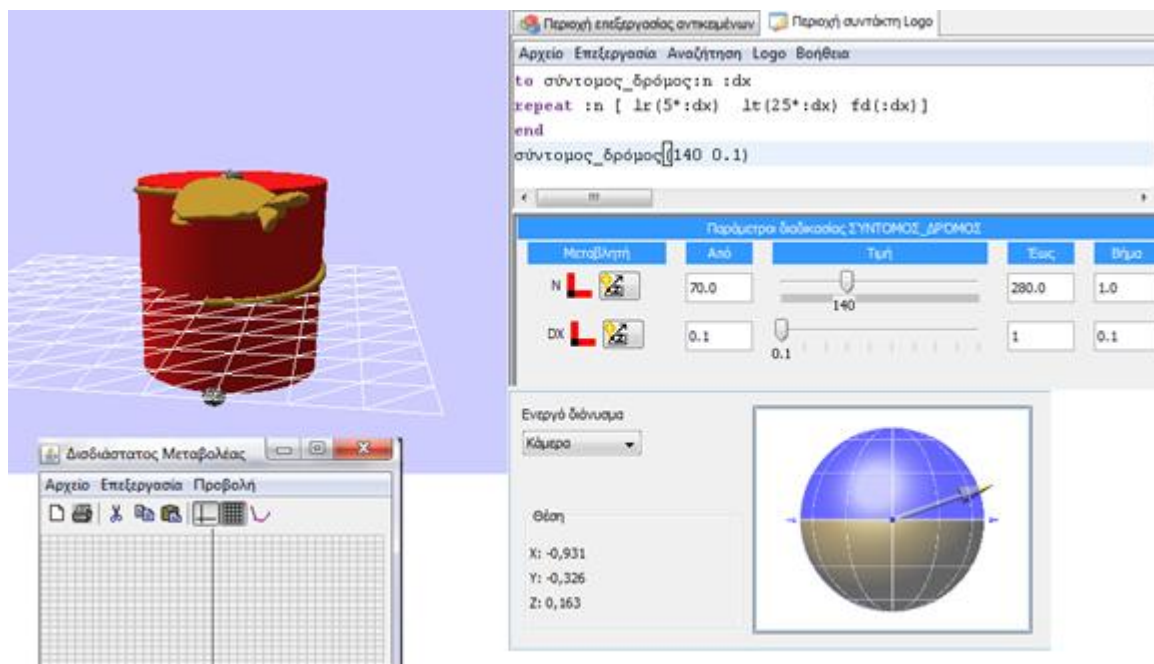 Περιοχή επεξεργασίας αντικειμένων
Περιοχή συντάκτη Logo
Αρχείο Επεξεργασία Αναζήτηση Logo Βοήθεια
to σύντομος_δρόμος:n :dx
repeat :n [ lr(5*:dx) lt(25*:dx) fd(:dx)]
end
σύντομος_δρόμος(140 0.1)
Παράμετροι διαδικασίας ΣΎΝΤΟΜΟΣ_ΔΡΌΜΟΣ
Μεταβλητή Από Τιμή Έως Βήμα
N 70.0 140 280.0 1.0
DX 0.1 0.1 1 0.1
Ενεργό διάνυσμα
Κάμερα
Θέση
X: -0,931
Y: -0,326
Z: 0,163
Δισδιάστατος Μεταβολέας
Αρχείο Επεξεργασία Προβολή